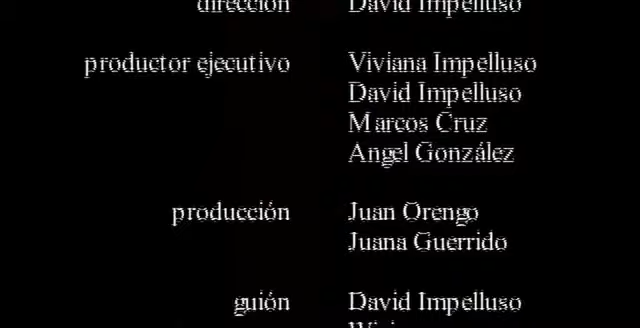 dirección David Impelluso
productor ejecutivo Viviana Impelluso
David Impelluso
Marcos Cruz
Angel González
producción Juan Orengo
Juana Guerrido
guión David Impelluso